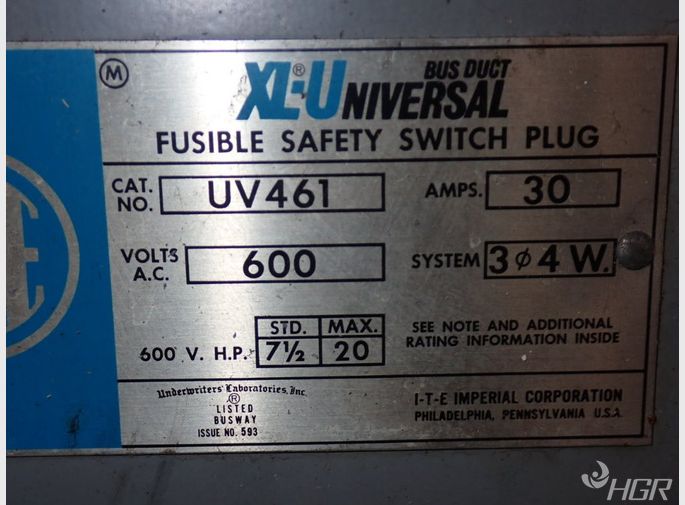 M
XL-U®NIVERSAL BUS DUCT
FUSIBLE SAFETY SWITCH PLUG
CAT. NO. UV461 AMPS. 30
VOLTS A.C. 600 SYSTEM 3ø4 W.
600 V. H.P. STD. 7½ MAX. 20
SEE NOTE AND ADDITIONAL
RATING INFORMATION INSIDE
Underwriters' Laboratories, Inc.
®
LISTED
BUSWAY
ISSUE NO. 593
I-T-E IMPERIAL CORPORATION
PHILADELPHIA, PENNSYLVANIA U.S.A.
HGR